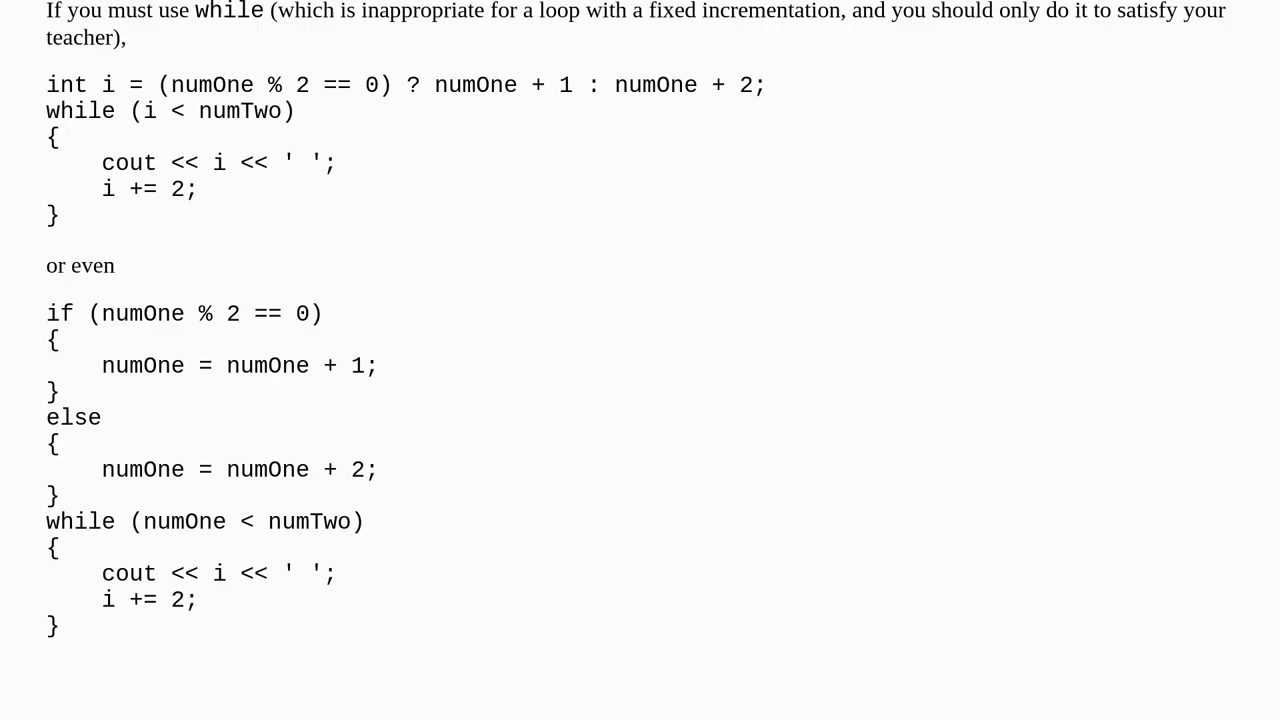 If you must use while (which is inappropriate for a loop with a fixed incrementation, and you should only do it to satisfy your
teacher),
int i = (numOne % 2 == 0) ? numOne + 1 : numOne + 2;
while (i < numTwo)
{
    cout << i << ' ';
    i += 2;
}
or even
if (numOne % 2 == 0)
{
    numOne = numOne + 1;
}
else
{
    numOne = numOne + 2;
}
while (numOne < numTwo)
{
    cout << i << ' ';
    i += 2;
}